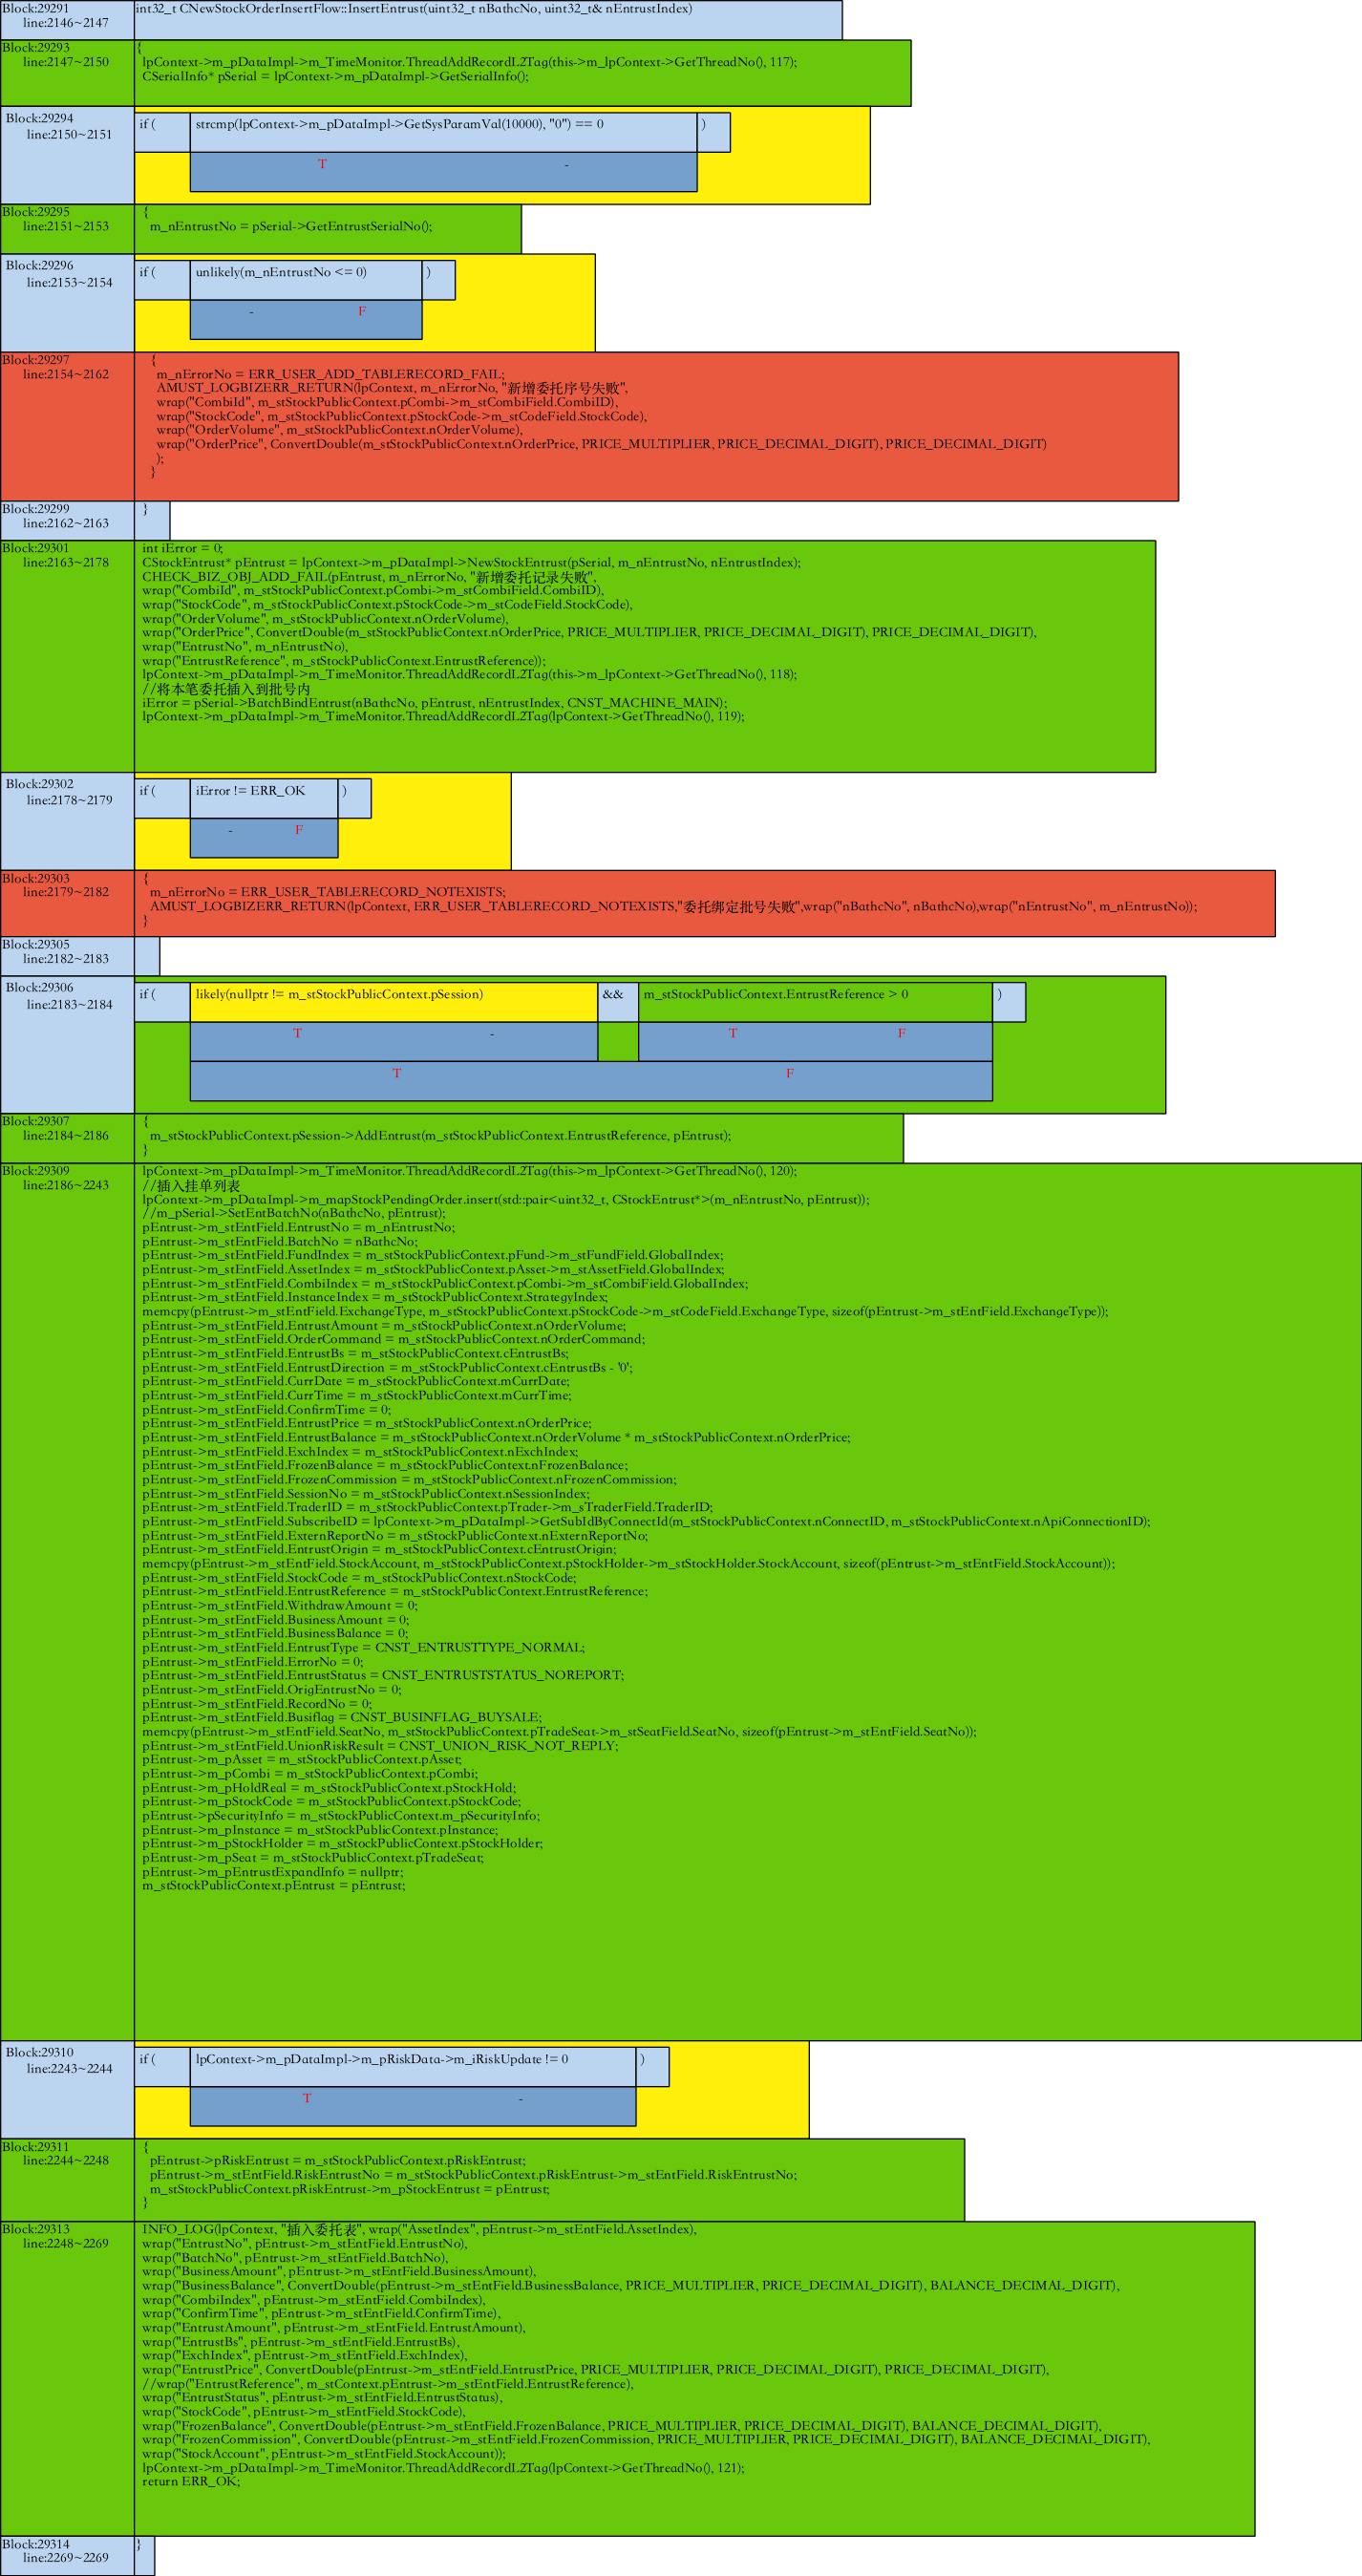 Block:29291
line:2146~2147
int32_t CNewStockOrderInsertFlow::InsertEntrust(uint32_t nBathcNo, uint32_t& nEntrustIndex)
Block:29293
line:2147~2150
{
lpContext->m_pDataImpl->m_TimeMonitor.ThreadAddRecordL2Tag(this->m_lpContext->GetThreadNo(), 117);
CSerialInfo* pSerial = lpContext->m_pDataImpl->GetSerialInfo();
Block:29294
line:2150~2151
if ( strcmp(lpContext->m_pDataImpl->GetSysParamVal(10000), "0") == 0 )
T -
Block:29295
line:2151~2153
{
m_nEntrustNo = pSerial->GetEntrustSerialNo();
Block:29296
line:2153~2154
if ( unlikely(m_nEntrustNo <= 0) )
- F
Block:29297
line:2154~2162
{
m_nErrorNo = ERR_USER_ADD_TABLERECORD_FAIL;
AMUST_LOGBIZERR_RETURN(lpContext, m_nErrorNo, "新增委托序号失败",
wrap("CombiId", m_stStockPublicContext.pCombi->m_stCombiField.CombiID),
wrap("StockCode", m_stStockPublicContext.pStockCode->m_stCodeField.StockCode),
wrap("OrderVolume", m_stStockPublicContext.nOrderVolume),
wrap("OrderPrice", ConvertDouble(m_stStockPublicContext.nOrderPrice, PRICE_MULTIPLIER, PRICE_DECIMAL_DIGIT), PRICE_DECIMAL_DIGIT)
);
}
Block:29299
line:2162~2163
}
Block:29301
line:2163~2178
int iError = 0;
CStockEntrust* pEntrust = lpContext->m_pDataImpl->NewStockEntrust(pSerial, m_nEntrustNo, nEntrustIndex);
CHECK_BIZ_OBJ_ADD_FAIL(pEntrust, m_nErrorNo, "新增委托记录失败",
wrap("CombiId", m_stStockPublicContext.pCombi->m_stCombiField.CombiID),
wrap("StockCode", m_stStockPublicContext.pStockCode->m_stCodeField.StockCode),
wrap("OrderVolume", m_stStockPublicContext.nOrderVolume),
wrap("OrderPrice", ConvertDouble(m_stStockPublicContext.nOrderPrice, PRICE_MULTIPLIER, PRICE_DECIMAL_DIGIT), PRICE_DECIMAL_DIGIT),
wrap("EntrustNo", m_nEntrustNo),
wrap("EntrustReference", m_stStockPublicContext.EntrustReference));
lpContext->m_pDataImpl->m_TimeMonitor.ThreadAddRecordL2Tag(this->m_lpContext->GetThreadNo(), 118);
//将本笔委托插入到批号内
iError = pSerial->BatchBindEntrust(nBathcNo, pEntrust, nEntrustIndex, CNST_MACHINE_MAIN);
lpContext->m_pDataImpl->m_TimeMonitor.ThreadAddRecordL2Tag(lpContext->GetThreadNo(), 119);
Block:29302
line:2178~2179
if ( iError != ERR_OK )
- F
Block:29303
line:2179~2182
{
m_nErrorNo = ERR_USER_TABLERECORD_NOTEXISTS;
AMUST_LOGBIZERR_RETURN(lpContext, ERR_USER_TABLERECORD_NOTEXISTS,"委托绑定批号失败",wrap("nBathcNo", nBathcNo),wrap("nEntrustNo", m_nEntrustNo));
}
Block:29305
line:2182~2183
Block:29306
line:2183~2184
if ( likely(nullptr != m_stStockPublicContext.pSession) && m_stStockPublicContext.EntrustReference > 0 )
T - T F
T F
Block:29307
line:2184~2186
{
m_stStockPublicContext.pSession->AddEntrust(m_stStockPublicContext.EntrustReference, pEntrust);
}
Block:29309
line:2186~2243
lpContext->m_pDataImpl->m_TimeMonitor.ThreadAddRecordL2Tag(this->m_lpContext->GetThreadNo(), 120);
//插入挂单列表
lpContext->m_pDataImpl->m_mapStockPendingOrder.insert(std::pair<uint32_t, CStockEntrust*>(m_nEntrustNo, pEntrust));
//m_pSerial->SetEntBatchNo(nBathcNo, pEntrust);
pEntrust->m_stEntField.EntrustNo = m_nEntrustNo;
pEntrust->m_stEntField.BatchNo = nBathcNo;
pEntrust->m_stEntField.FundIndex = m_stStockPublicContext.pFund->m_stFundField.GlobalIndex;
pEntrust->m_stEntField.AssetIndex = m_stStockPublicContext.pAsset->m_stAssetField.GlobalIndex;
pEntrust->m_stEntField.CombiIndex = m_stStockPublicContext.pCombi->m_stCombiField.GlobalIndex;
pEntrust->m_stEntField.InstanceIndex = m_stStockPublicContext.StrategyIndex;
memcpy(pEntrust->m_stEntField.ExchangeType, m_stStockPublicContext.pStockCode->m_stCodeField.ExchangeType, sizeof(pEntrust->m_stEntField.ExchangeType));
pEntrust->m_stEntField.EntrustAmount = m_stStockPublicContext.nOrderVolume;
pEntrust->m_stEntField.OrderCommand = m_stStockPublicContext.nOrderCommand;
pEntrust->m_stEntField.EntrustBs = m_stStockPublicContext.cEntrustBs;
pEntrust->m_stEntField.EntrustDirection = m_stStockPublicContext.cEntrustBs - '0';
pEntrust->m_stEntField.CurrDate = m_stStockPublicContext.mCurrDate;
pEntrust->m_stEntField.CurrTime = m_stStockPublicContext.mCurrTime;
pEntrust->m_stEntField.ConfirmTime = 0;
pEntrust->m_stEntField.EntrustPrice = m_stStockPublicContext.nOrderPrice;
pEntrust->m_stEntField.EntrustBalance = m_stStockPublicContext.nOrderVolume * m_stStockPublicContext.nOrderPrice;
pEntrust->m_stEntField.ExchIndex = m_stStockPublicContext.nExchIndex;
pEntrust->m_stEntField.FrozenBalance = m_stStockPublicContext.nFrozenBalance;
pEntrust->m_stEntField.FrozenCommission = m_stStockPublicContext.nFrozenCommission;
pEntrust->m_stEntField.SessionNo = m_stStockPublicContext.nSessionIndex;
pEntrust->m_stEntField.TraderID = m_stStockPublicContext.pTrader->m_sTraderField.TraderID;
pEntrust->m_stEntField.SubscribeID = lpContext->m_pDataImpl->GetSubIdByConnectId(m_stStockPublicContext.nConnectID, m_stStockPublicContext.nApiConnectionID);
pEntrust->m_stEntField.ExternReportNo = m_stStockPublicContext.nExternReportNo;
pEntrust->m_stEntField.EntrustOrigin = m_stStockPublicContext.cEntrustOrigin;
memcpy(pEntrust->m_stEntField.StockAccount, m_stStockPublicContext.pStockHolder->m_stStockHolder.StockAccount, sizeof(pEntrust->m_stEntField.StockAccount));
pEntrust->m_stEntField.StockCode = m_stStockPublicContext.nStockCode;
pEntrust->m_stEntField.EntrustReference = m_stStockPublicContext.EntrustReference;
pEntrust->m_stEntField.WithdrawAmount = 0;
pEntrust->m_stEntField.BusinessAmount = 0;
pEntrust->m_stEntField.BusinessBalance = 0;
pEntrust->m_stEntField.EntrustType = CNST_ENTRUSTTYPE_NORMAL;
pEntrust->m_stEntField.ErrorNo = 0;
pEntrust->m_stEntField.EntrustStatus = CNST_ENTRUSTSTATUS_NOREPORT;
pEntrust->m_stEntField.OrigEntrustNo = 0;
pEntrust->m_stEntField.RecordNo = 0;
pEntrust->m_stEntField.Busiflag = CNST_BUSINFLAG_BUYSALE;
memcpy(pEntrust->m_stEntField.SeatNo, m_stStockPublicContext.pTradeSeat->m_stSeatField.SeatNo, sizeof(pEntrust->m_stEntField.SeatNo));
pEntrust->m_stEntField.UnionRiskResult = CNST_UNION_RISK_NOT_REPLY;
pEntrust->m_pAsset = m_stStockPublicContext.pAsset;
pEntrust->m_pCombi = m_stStockPublicContext.pCombi;
pEntrust->m_pHoldReal = m_stStockPublicContext.pStockHold;
pEntrust->m_pStockCode = m_stStockPublicContext.pStockCode;
pEntrust->pSecurityInfo = m_stStockPublicContext.m_pSecurityInfo;
pEntrust->m_pInstance = m_stStockPublicContext.pInstance;
pEntrust->m_pStockHolder = m_stStockPublicContext.pStockHolder;
pEntrust->m_pSeat = m_stStockPublicContext.pTradeSeat;
pEntrust->m_pEntrustExpandInfo = nullptr;
m_stStockPublicContext.pEntrust = pEntrust;
Block:29310
line:2243~2244
if ( lpContext->m_pDataImpl->m_pRiskData->m_iRiskUpdate != 0 )
T -
Block:29311
line:2244~2248
{
pEntrust->pRiskEntrust = m_stStockPublicContext.pRiskEntrust;
pEntrust->m_stEntField.RiskEntrustNo = m_stStockPublicContext.pRiskEntrust->m_stEntField.RiskEntrustNo;
m_stStockPublicContext.pRiskEntrust->m_pStockEntrust = pEntrust;
}
Block:29313
line:2248~2269
INFO_LOG(lpContext, "插入委托表", wrap("AssetIndex", pEntrust->m_stEntField.AssetIndex),
wrap("EntrustNo", pEntrust->m_stEntField.EntrustNo),
wrap("BatchNo", pEntrust->m_stEntField.BatchNo),
wrap("BusinessAmount", pEntrust->m_stEntField.BusinessAmount),
wrap("BusinessBalance", ConvertDouble(pEntrust->m_stEntField.BusinessBalance, PRICE_MULTIPLIER, PRICE_DECIMAL_DIGIT), BALANCE_DECIMAL_DIGIT),
wrap("CombiIndex", pEntrust->m_stEntField.CombiIndex),
wrap("ConfirmTime", pEntrust->m_stEntField.ConfirmTime),
wrap("EntrustAmount", pEntrust->m_stEntField.EntrustAmount),
wrap("EntrustBs", pEntrust->m_stEntField.EntrustBs),
wrap("ExchIndex", pEntrust->m_stEntField.ExchIndex),
wrap("EntrustPrice", ConvertDouble(pEntrust->m_stEntField.EntrustPrice, PRICE_MULTIPLIER, PRICE_DECIMAL_DIGIT), PRICE_DECIMAL_DIGIT),
//wrap("EntrustReference", m_stContext.pEntrust->m_stEntField.EntrustReference),
wrap("EntrustStatus", pEntrust->m_stEntField.EntrustStatus),
wrap("StockCode", pEntrust->m_stEntField.StockCode),
wrap("FrozenBalance", ConvertDouble(pEntrust->m_stEntField.FrozenBalance, PRICE_MULTIPLIER, PRICE_DECIMAL_DIGIT), BALANCE_DECIMAL_DIGIT),
wrap("FrozenCommission", ConvertDouble(pEntrust->m_stEntField.FrozenCommission, PRICE_MULTIPLIER, PRICE_DECIMAL_DIGIT), BALANCE_DECIMAL_DIGIT),
wrap("StockAccount", pEntrust->m_stEntField.StockAccount));
lpContext->m_pDataImpl->m_TimeMonitor.ThreadAddRecordL2Tag(lpContext->GetThreadNo(), 121);
return ERR_OK;
Block:29314
line:2269~2269
}